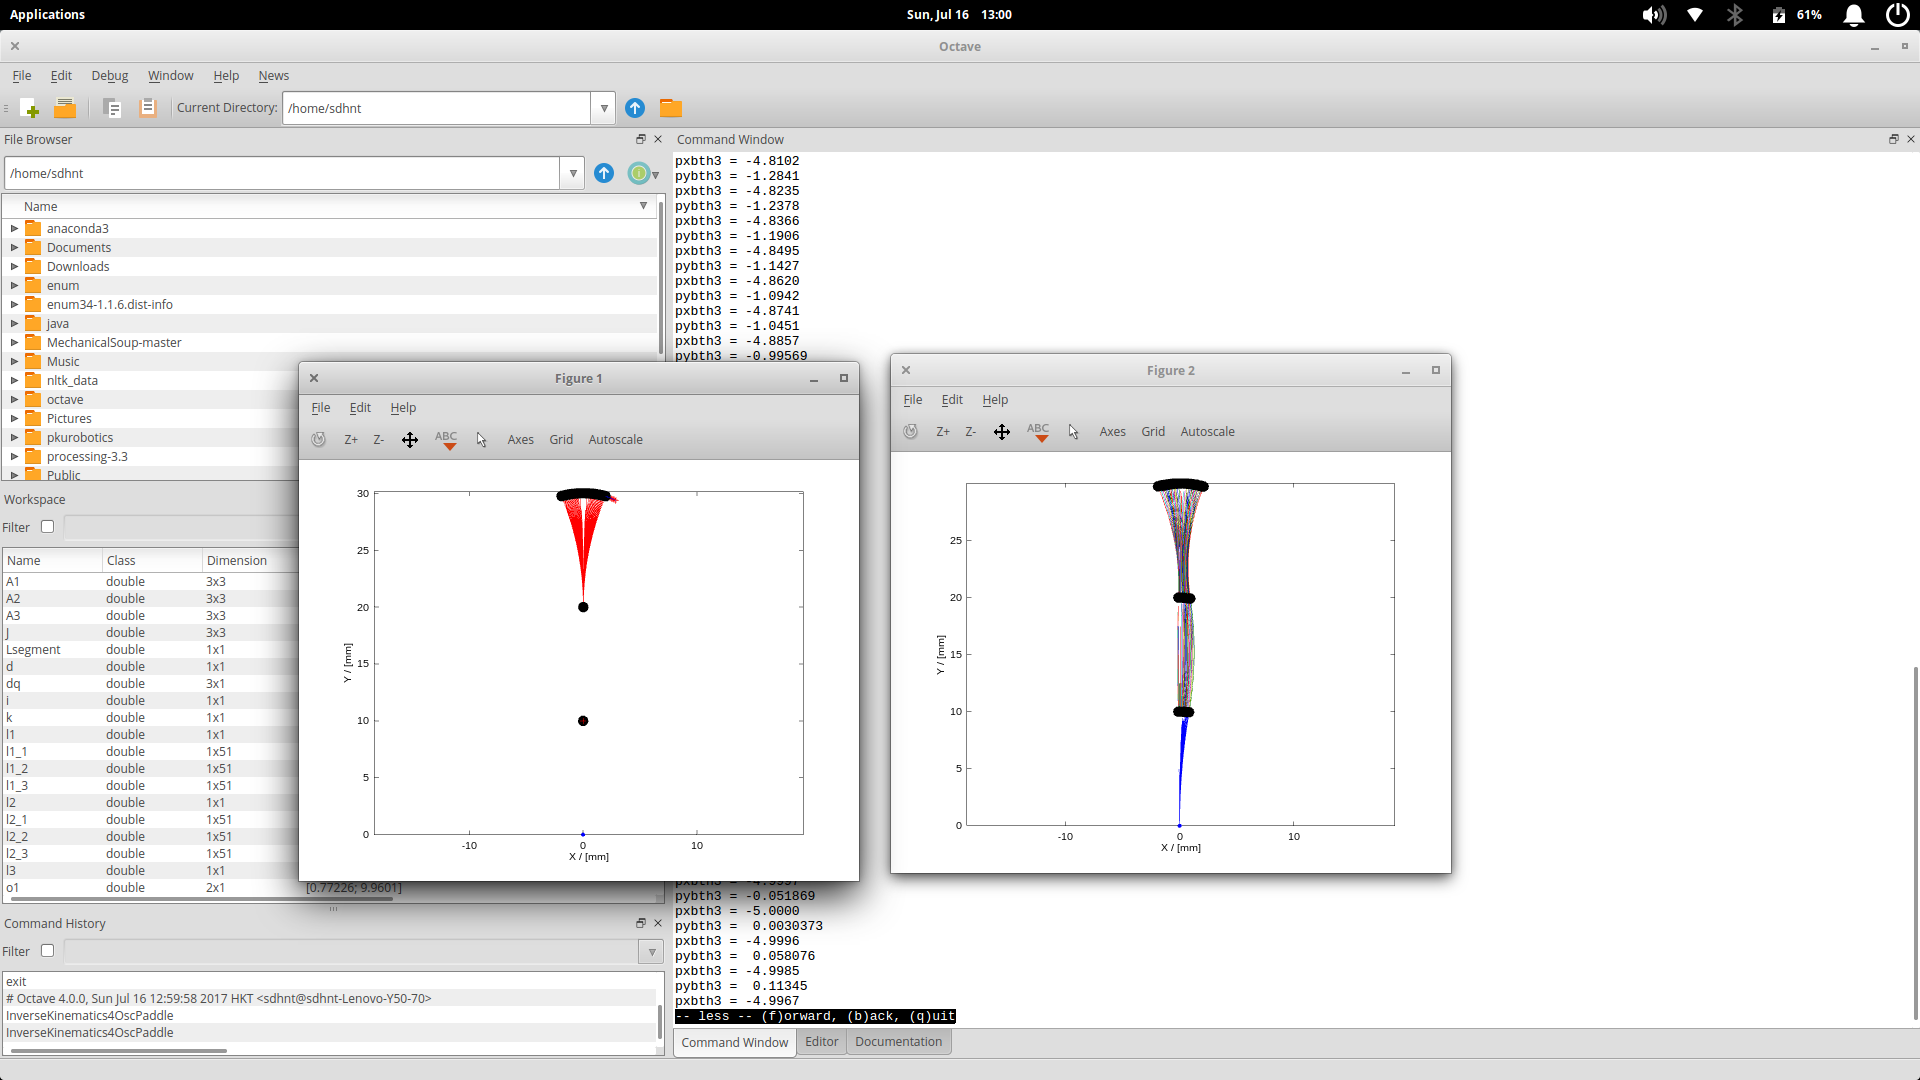 Applications
Sun, Jul 16 13:00
61%
Octave
File Edit Debug Window Help News
Current Directory: /home/sdhnt
File Browser
/home/sdhnt
Name
anaconda3
Documents
Downloads
enum
enum34-1.1.6.dist-info
java
MechanicalSoup-master
Music
nltk_data
octave
Pictures
pkurobotics
processing-3.3
Public
Workspace
Filter
Name Class Dimension
A1 double 3x3
A2 double 3x3
A3 double 3x3
J double 3x3
Lsegment double 1x1
d double 1x1
dq double 3x1
i double 1x1
k double 1x1
l1 double 1x1
l1_1 double 1x51
l1_2 double 1x51
l1_3 double 1x51
l2 double 1x1
l2_1 double 1x51
l2_2 double 1x51
l2_3 double 1x51
l3 double 1x1
o1 double 2x1 [0.77226; 9.9601]
Command History
Filter
exit
# Octave 4.0.0, Sun Jul 16 12:59:58 2017 HKT <sdhnt@sdhnt-Lenovo-Y50-70>
InverseKinematics4OscPaddle
InverseKinematics4OscPaddle
Command Window
pxbth3 = -4.8102
pybth3 = -1.2841
pxbth3 = -4.8235
pybth3 = -1.2378
pxbth3 = -4.8366
pybth3 = -1.1906
pxbth3 = -4.8495
pybth3 = -1.1427
pxbth3 = -4.8620
pybth3 = -1.0942
pxbth3 = -4.8741
pybth3 = -1.0451
pxbth3 = -4.8857
pybth3 = -0.99569
Figure 1
File Edit Help
Z+ Z- ABC Axes Grid Autoscale
30
25
20
15
10
5
0
Y / [mm]
-10 0 10
X / [mm]
Figure 2
File Edit Help
Z+ Z- ABC Axes Grid Autoscale
25
20
15
10
5
0
Y / [mm]
-10 0 10
X / [mm]
pybth3 = -0.051869
pxbth3 = -5.0000
pybth3 = 0.0030373
pxbth3 = -4.9996
pybth3 = 0.058076
pxbth3 = -4.9985
pybth3 = 0.11345
pxbth3 = -4.9967
-- less -- (f)orward, (b)ack, (q)uit
Command Window Editor Documentation